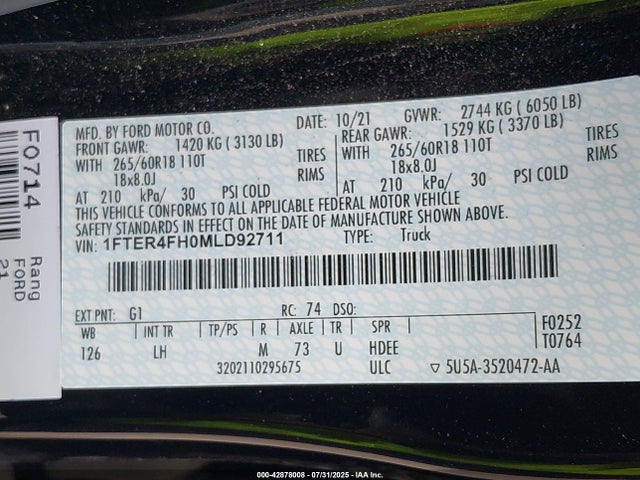 F0714
Rang
FORD
21
MFD. BY FORD MOTOR CO.
DATE: 10/21
GVWR: 2744 KG ( 6050 LB)
FRONT GAWR: 1420 KG ( 3130 LB)
REAR GAWR: 1529 KG ( 3370 LB)
WITH 265/60R18 110T TIRES
WITH 265/60R18 110T TIRES
18x8.0J RIMS
18x8.0J RIMS
AT 210 kPa/ 30 PSI COLD
AT 210 kPa/ 30 PSI COLD
THIS VEHICLE CONFORMS TO ALL APPLICABLE FEDERAL MOTOR VEHICLE
SAFETY STANDARDS IN EFFECT ON THE DATE OF MANUFACTURE SHOWN ABOVE.
VIN: 1FTER4FH0MLD92711
TYPE: Truck
EXT PNT: G1 RC: 74 DSO:
WB INT TR TP/PS R AXLE TR SPR
126 LH M 73 U HDEE
F0252
T0764
3202110295675 ULC ▽ 5U5A-3520472-AA
000-42878008 - 07/31/2025 - IAA Inc.